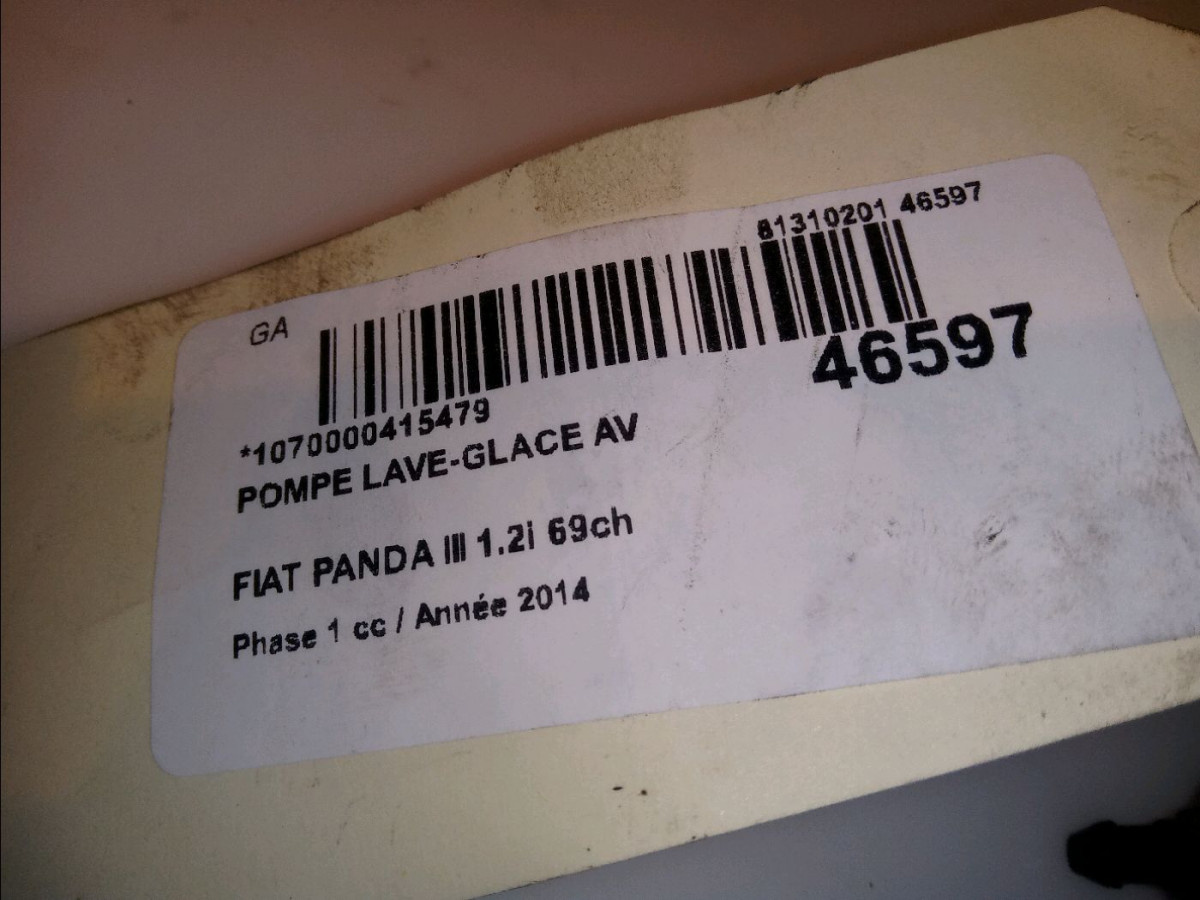 81310201 46597
GA
46597
*1070000415479
POMPE LAVE-GLACE AV
FIAT PANDA III 1.2i 69ch
Phase 1 cc / Année 2014